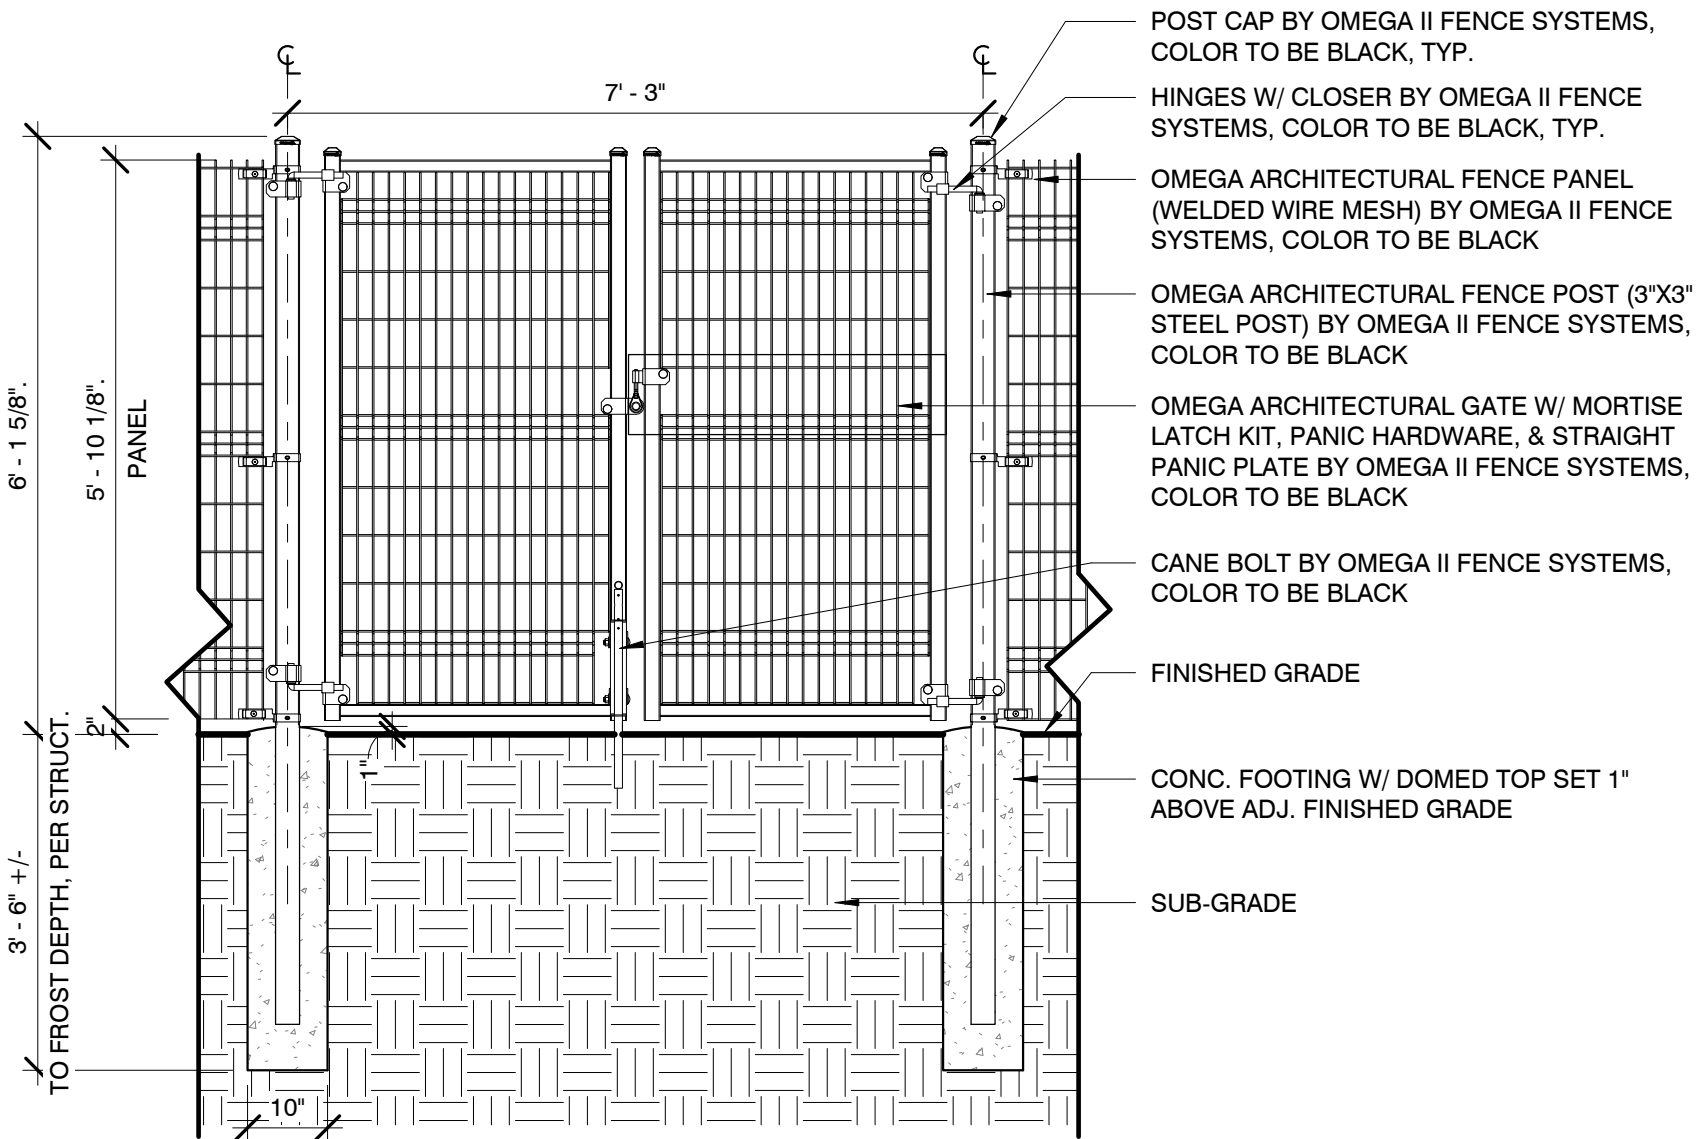 POST CAP BY OMEGA II FENCE SYSTEMS,
COLOR TO BE BLACK, TYP.
HINGES W/ CLOSER BY OMEGA II FENCE
SYSTEMS, COLOR TO BE BLACK, TYP.
OMEGA ARCHITECTURAL FENCE PANEL
(WELDED WIRE MESH) BY OMEGA II FENCE
SYSTEMS, COLOR TO BE BLACK
OMEGA ARCHITECTURAL FENCE POST (3"X3"
STEEL POST) BY OMEGA II FENCE SYSTEMS,
COLOR TO BE BLACK
OMEGA ARCHITECTURAL GATE W/ MORTISE
LATCH KIT, PANIC HARDWARE, & STRAIGHT
PANIC PLATE BY OMEGA II FENCE SYSTEMS,
COLOR TO BE BLACK
CANE BOLT BY OMEGA II FENCE SYSTEMS,
COLOR TO BE BLACK
FINISHED GRADE
CONC. FOOTING W/ DOMED TOP SET 1"
ABOVE ADJ. FINISHED GRADE
SUB-GRADE
℄
℄
7' - 3"
6' - 1 5/8".
5' - 10 1/8".
PANEL
2"
1"
3' - 6" +/-
TO FROST DEPTH, PER STRUCT.
10"